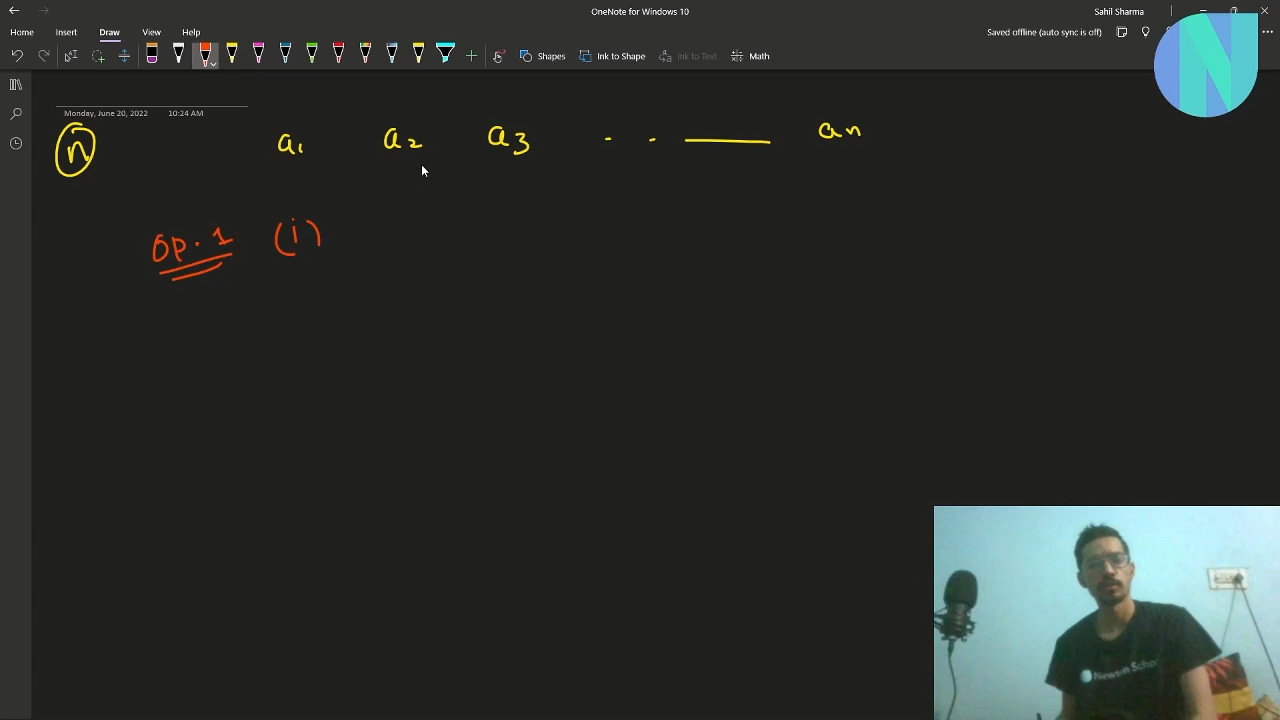 OneNote for Windows 10
Sahil Sharma
Home Insert Draw View Help
Saved offline (auto sync is off)
Shapes Ink to Shape Ink to Text Math
Monday, June 20, 2022 10:24 AM
n a1 a2 a3 . . — an
Op. 1 (i)
Newton School